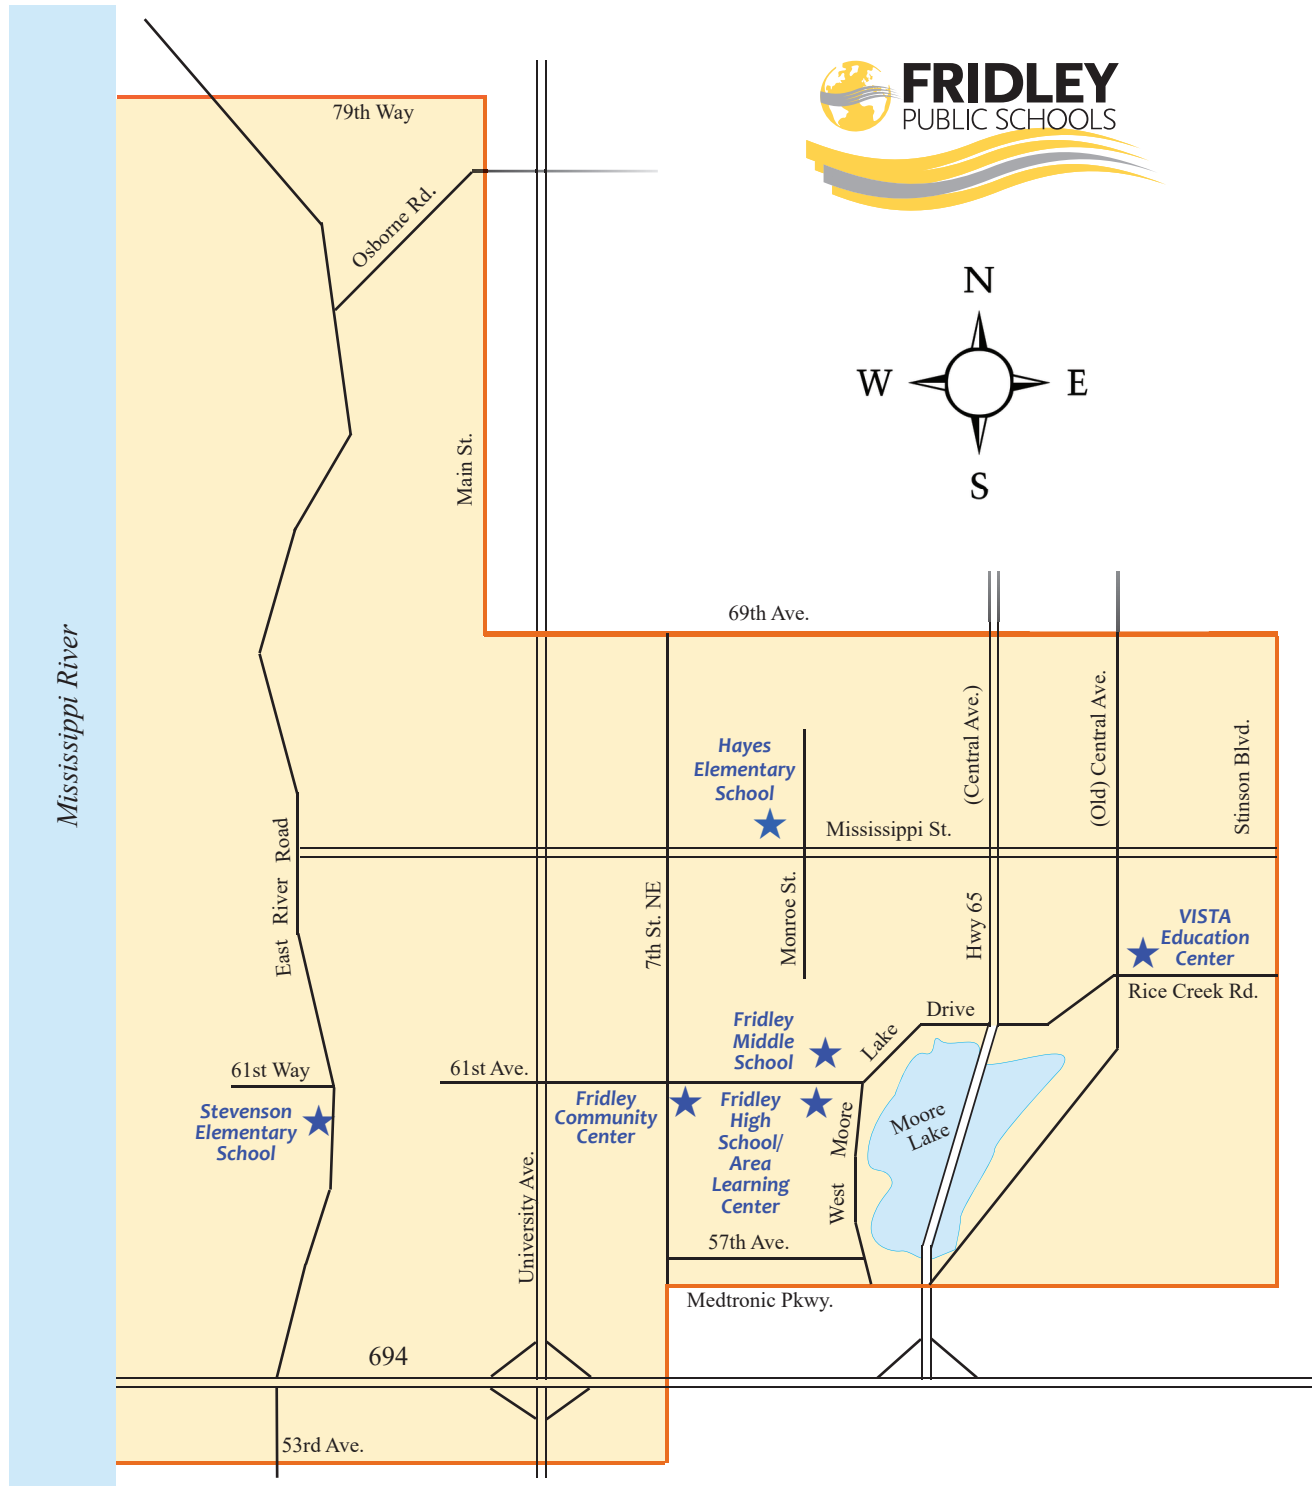 FRIDLEY
PUBLIC SCHOOLS
79th Way
Osborne Rd.
N
W
E
S
Main St.
Mississippi River
69th Ave.
(Central Ave.)
(Old) Central Ave.
Stinson Blvd.
Hayes
Elementary
School
Mississippi St.
East River Road
7th St. NE
Monroe St.
Hwy 65
VISTA
Education
Center
Rice Creek Rd.
Fridley
Middle
School
West Moore Lake Drive
61st Way
61st Ave.
Stevenson
Elementary
School
Fridley
Community
Center
Fridley
High
School/
Area
Learning
Center
Moore
Lake
University Ave.
57th Ave.
Medtronic Pkwy.
694
53rd Ave.